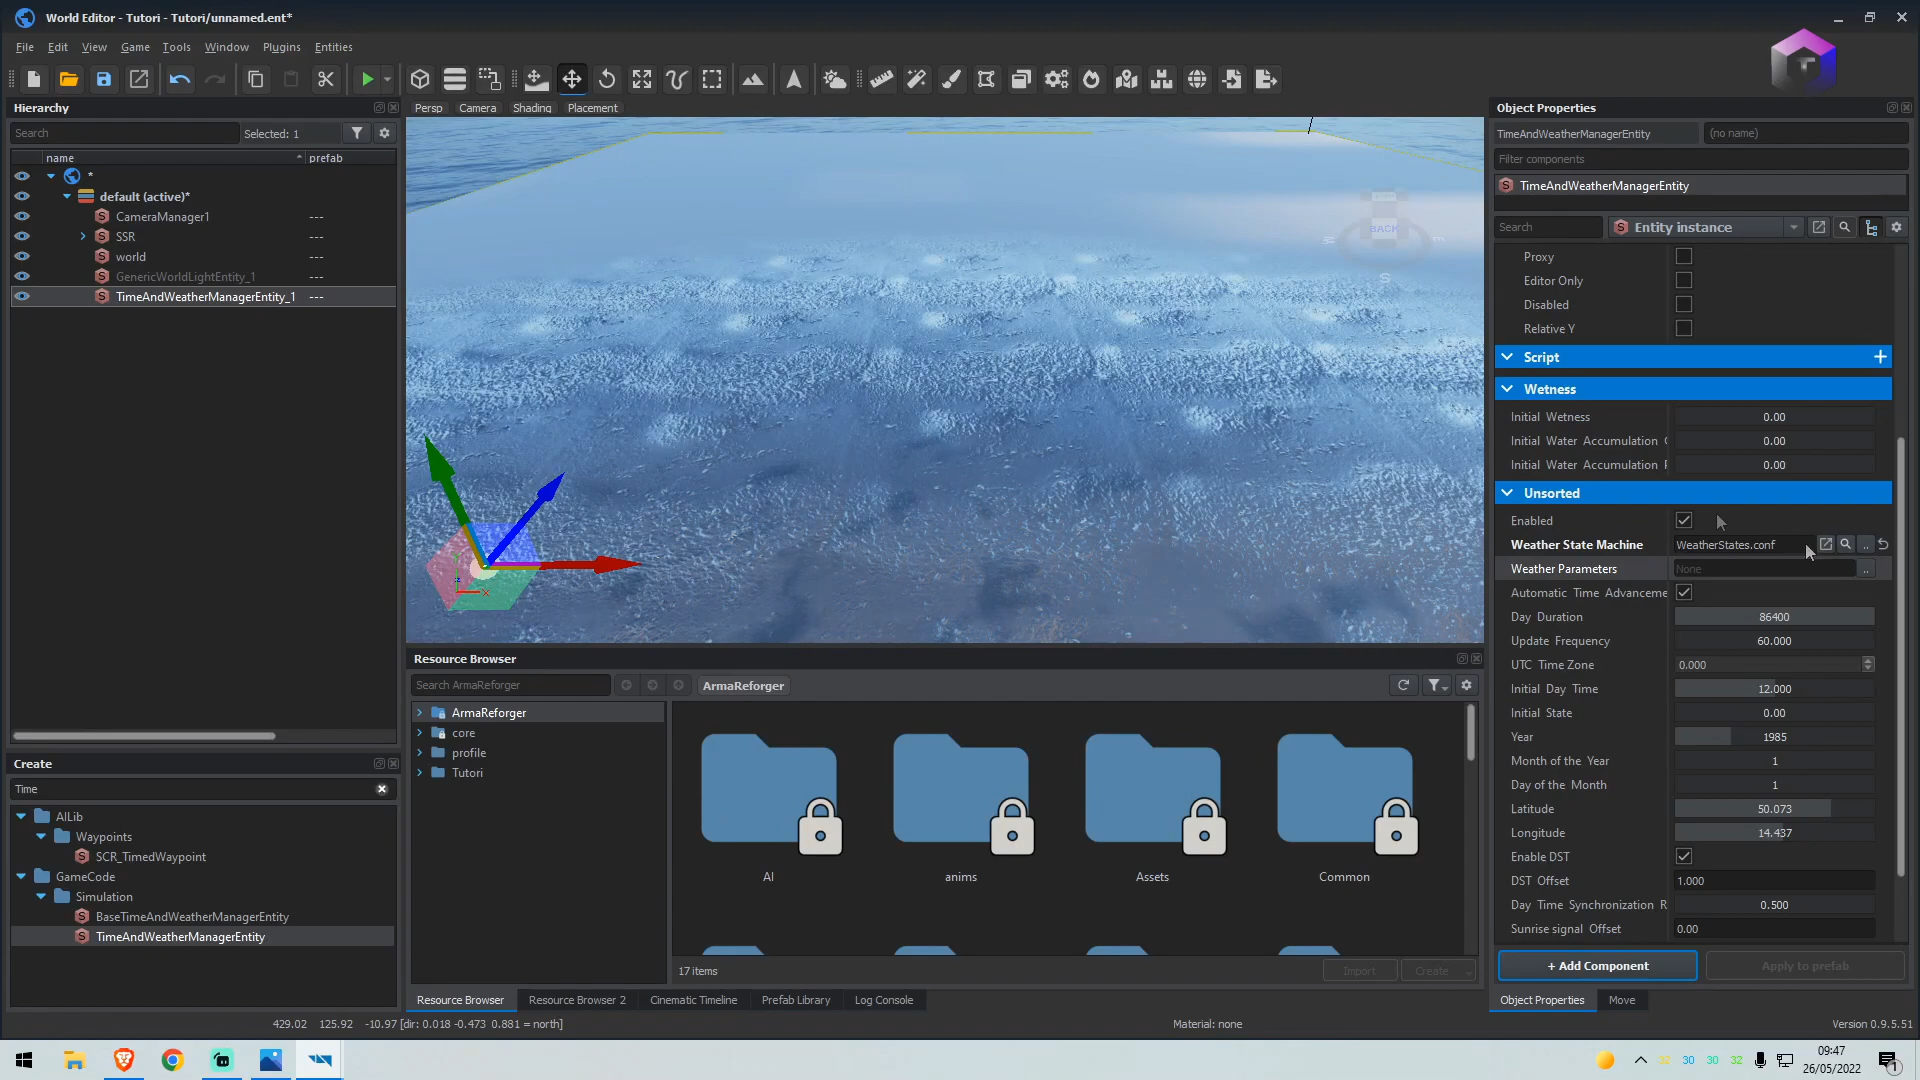 World Editor - Tutori - Tutori/unnamed.ent*
File Edit View Game Tools Window Plugins Entities
T
Hierarchy
Search
Selected: 1
name prefab
*
default (active)*
CameraManager1 ---
SSR ---
world ---
GenericWorldLightEntity_1 ---
TimeAndWeatherManagerEntity_1 ---
Create
Time
AILib
Waypoints
SCR_TimedWaypoint
GameCode
Simulation
BaseTimeAndWeatherManagerEntity
TimeAndWeatherManagerEntity
Persp Camera Shading Placement
BACK
S
Resource Browser
Search ArmaReforger
ArmaReforger
ArmaReforger
core
profile
Tutori
AI anims Assets Common
17 items
Import Create
Resource Browser Resource Browser 2 Cinematic Timeline Prefab Library Log Console
Object Properties
TimeAndWeatherManagerEntity (no name)
Filter components
TimeAndWeatherManagerEntity
Search Entity instance
Proxy
Editor Only
Disabled
Relative Y
Script
Wetness
Initial Wetness 0.00
Initial Water Accumulation 0.00
Initial Water Accumulation 0.00
Unsorted
Enabled
Weather State Machine WeatherStates.conf ..
Weather Parameters None ..
Automatic Time Advanceme
Day Duration 86400
Update Frequency 60.000
UTC Time Zone 0.000
Initial Day Time 12.000
Initial State 0.00
Year 1985
Month of the Year 1
Day of the Month 1
Latitude 50.073
Longitude 14.437
Enable DST
DST Offset 1.000
Day Time Synchronization R 0.500
Sunrise signal Offset 0.00
+ Add Component Apply to prefab
Object Properties Move
429.02 125.92 -10.97 [dir: 0.018 -0.473 0.881 = north]
Material: none
Version 0.9.5.51
32 30 30 32
09:47
26/05/2022
1